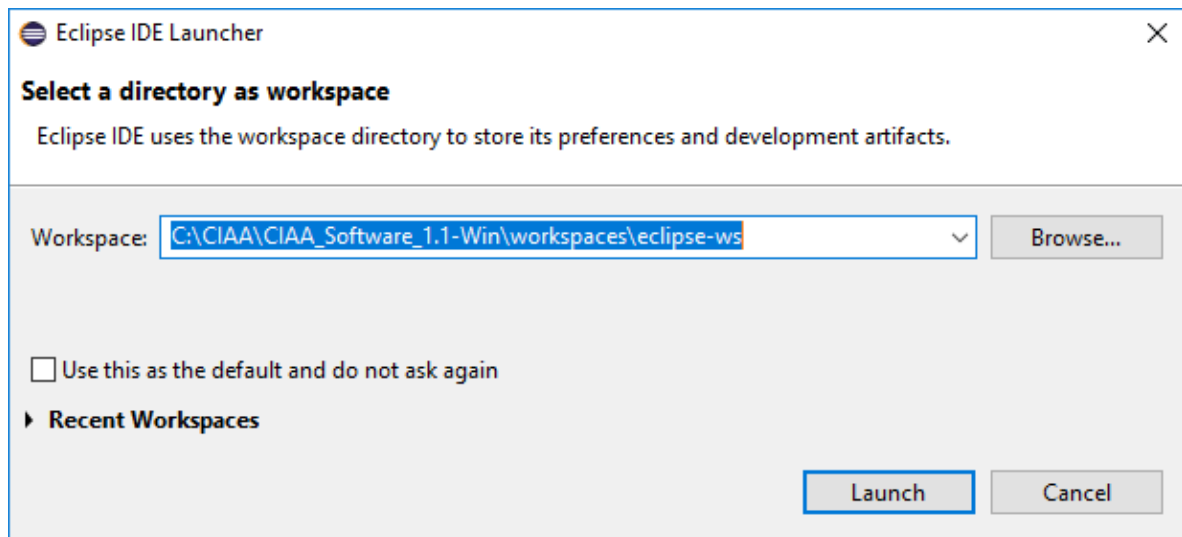 Eclipse IDE Launcher
Select a directory as workspace
Eclipse IDE uses the workspace directory to store its preferences and development artifacts.
Workspace: C:\CIAA\CIAA_Software_1.1-Win\workspaces\eclipse-ws Browse...
Use this as the default and do not ask again
Recent Workspaces
Launch Cancel